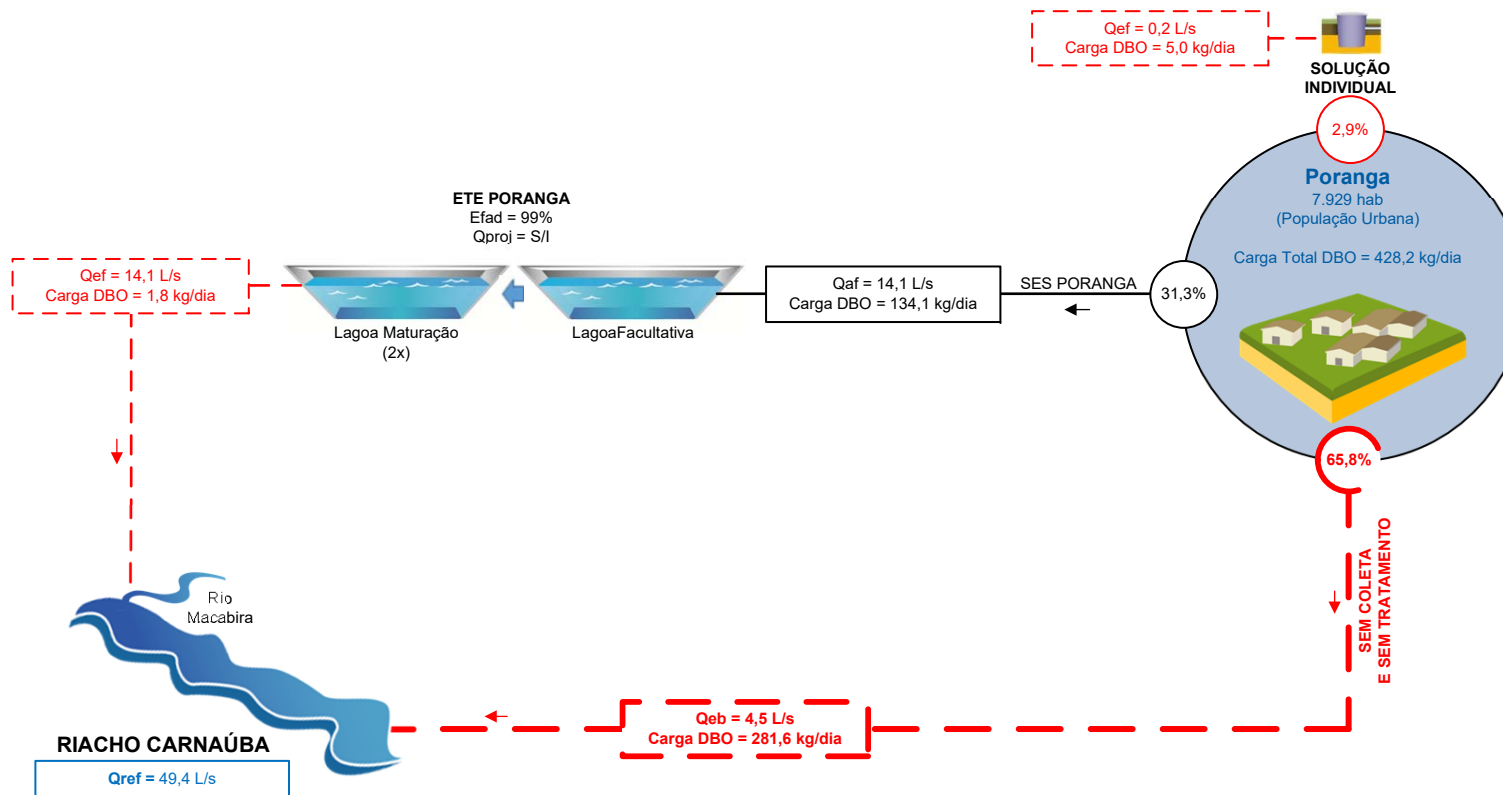 Qef = 0,2 L/s
Carga DBO = 5,0 kg/dia
SOLUÇÃO
INDIVIDUAL
2,9%
Poranga
7.929 hab
(População Urbana)
Carga Total DBO = 428,2 kg/dia
ETE PORANGA
Efad = 99%
Qproj = S/I
Qef = 14,1 L/s
Carga DBO = 1,8 kg/dia
Lagoa Maturação
(2x)
LagoaFacultativa
Qaf = 14,1 L/s
Carga DBO = 134,1 kg/dia
SES PORANGA
31,3%
65,8%
SEM COLETA
E SEM TRATAMENTO
Rio
Macabira
Qeb = 4,5 L/s
Carga DBO = 281,6 kg/dia
RIACHO CARNAÚBA
Qref = 49,4 L/s